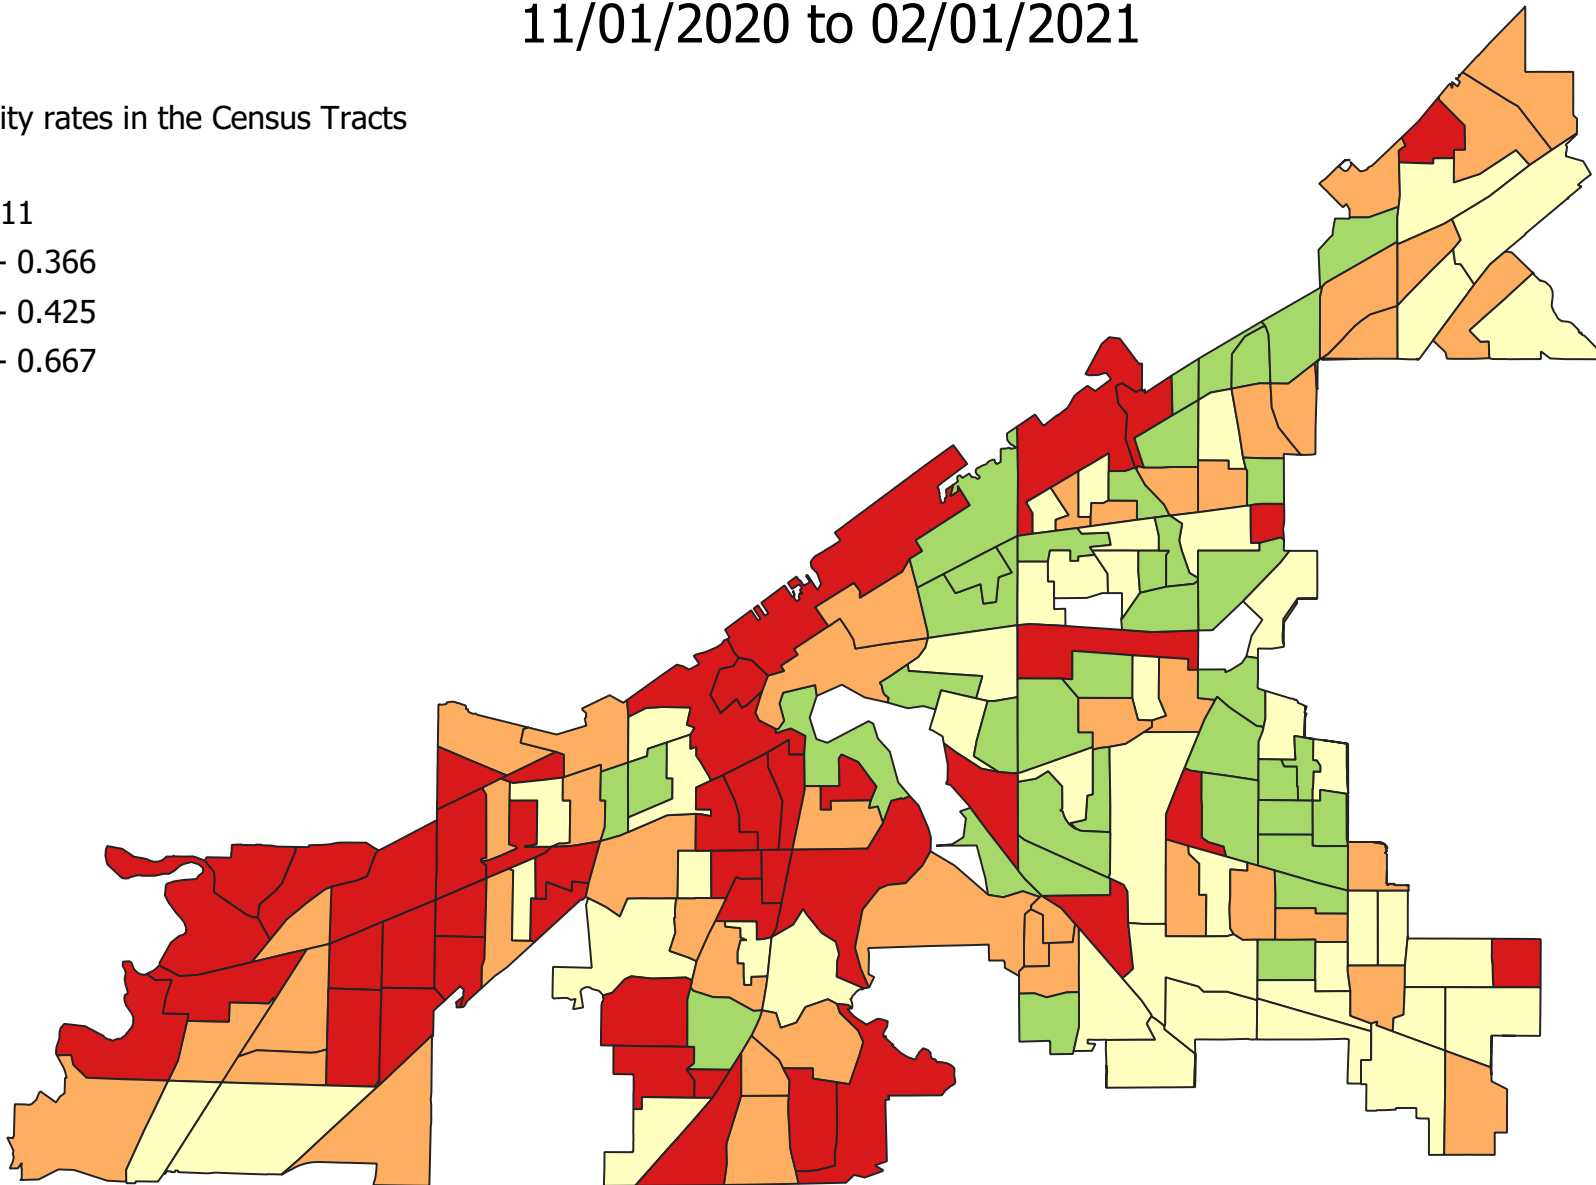 11/01/2020 to 02/01/2021
ity rates in the Census Tracts
11
- 0.366
- 0.425
- 0.667